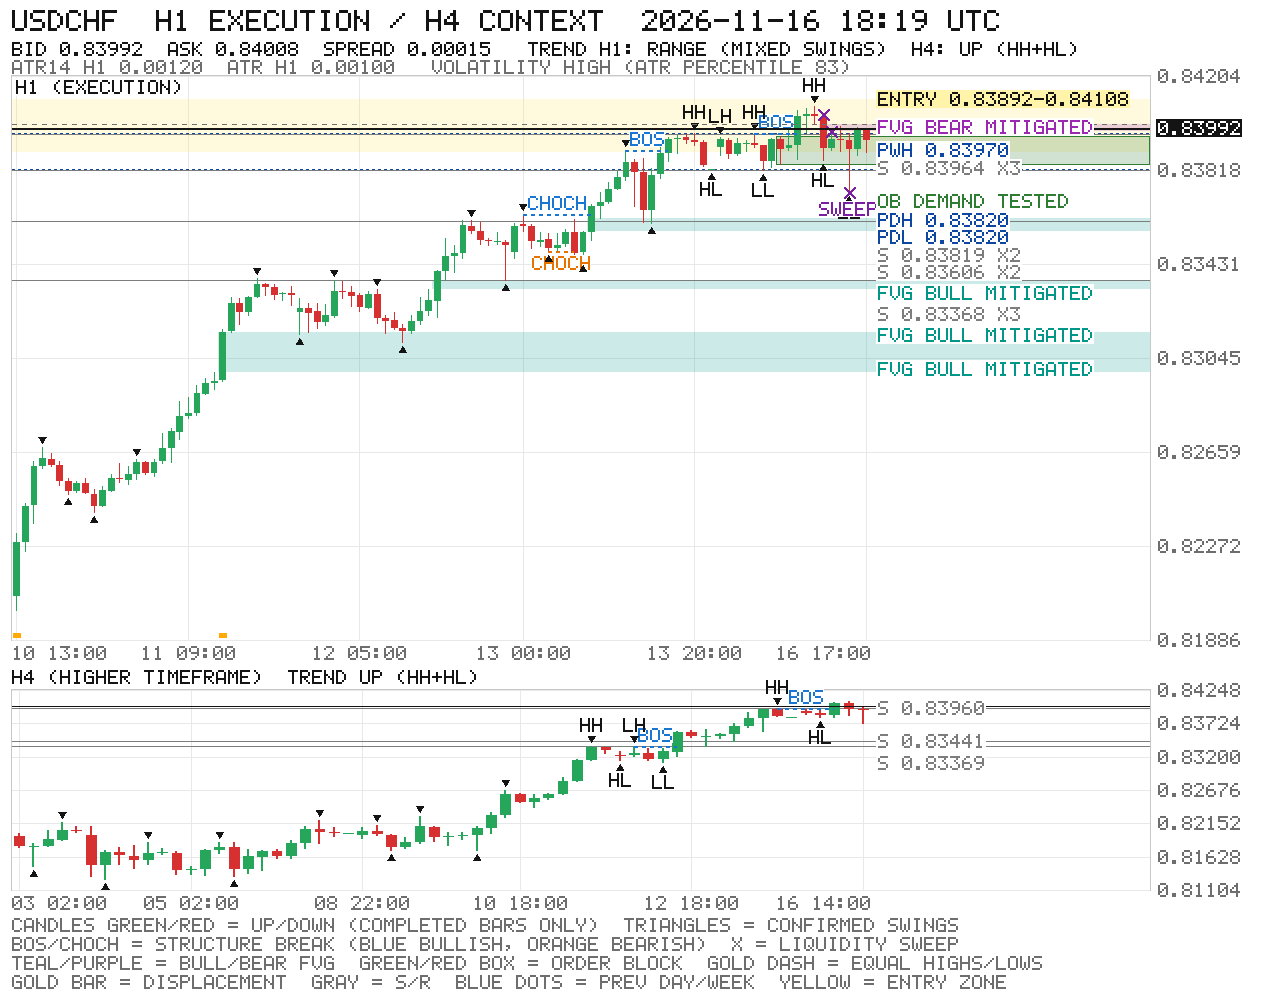 USDCHF  H1 EXECUTION / H4 CONTEXT  2026-11-16 18:19 UTC
BID 0.83992  ASK 0.84008  SPREAD 0.00015   TREND H1: RANGE (MIXED SWINGS)  H4: UP (HH+HL)
ATR14 H1 0.00120  ATR H1 0.00100   VOLATILITY HIGH (ATR PERCENTILE 83)
0.84204
H1 (EXECUTION)
HH
ENTRY 0.83892-0.84108
HH LH HH
BOS
FVG BEAR MITIGATED
0.83992
BOS
PWH 0.83970
S 0.83964 X3
0.83818
HL LL HL
CHOCH
OB DEMAND TESTED
SWEEP
PDH 0.83820
PDL 0.83820
S 0.83819 X2
CHOCH
0.83431
S 0.83606 X2
FVG BULL MITIGATED
S 0.83368 X3
FVG BULL MITIGATED
0.83045
FVG BULL MITIGATED
0.82659
0.82272
0.81886
10 13:00  11 09:00  12 05:00  13 00:00  13 20:00  16 17:00
H4 (HIGHER TIMEFRAME)  TREND UP (HH+HL)
HH
BOS
0.84248
S 0.83960
HH LH
0.83724
BOS
HL
S 0.83441
0.83200
S 0.83369
HL LL
0.82676
0.82152
0.81628
0.81104
03 02:00  05 02:00  08 22:00  10 18:00  12 18:00  16 14:00
CANDLES GREEN/RED = UP/DOWN (COMPLETED BARS ONLY)  TRIANGLES = CONFIRMED SWINGS
BOS/CHOCH = STRUCTURE BREAK (BLUE BULLISH, ORANGE BEARISH)  X = LIQUIDITY SWEEP
TEAL/PURPLE = BULL/BEAR FVG  GREEN/RED BOX = ORDER BLOCK  GOLD DASH = EQUAL HIGHS/LOWS
GOLD BAR = DISPLACEMENT  GRAY = S/R  BLUE DOTS = PREV DAY/WEEK  YELLOW = ENTRY ZONE